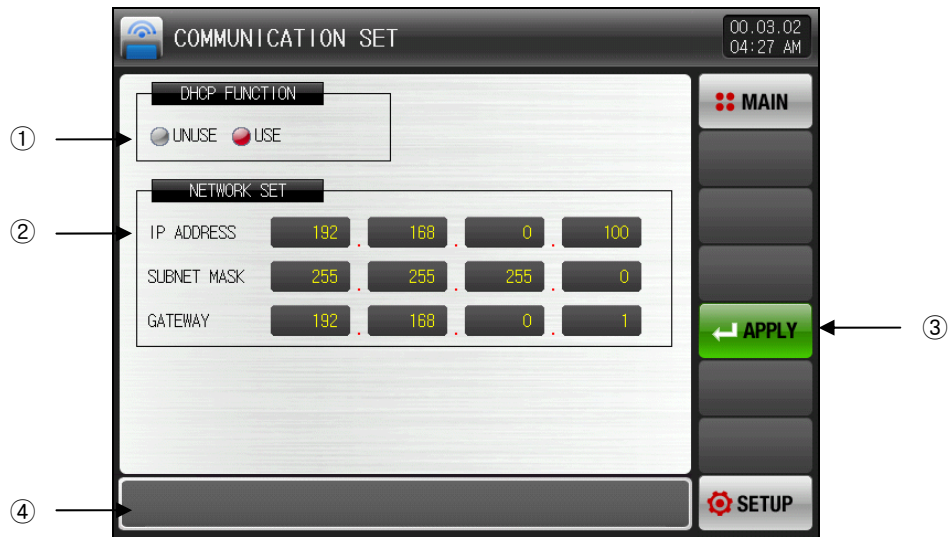 COMMUNICATION SET
00.03.02
04:27 AM
DHCP FUNCTION
MAIN
① UNUSE USE
NETWORK SET
② IP ADDRESS 192 . 168 . 0 . 100
SUBNET MASK 255 . 255 . 255 . 0
GATEWAY 192 . 168 . 0 . 1
APPLY ③
④
SETUP